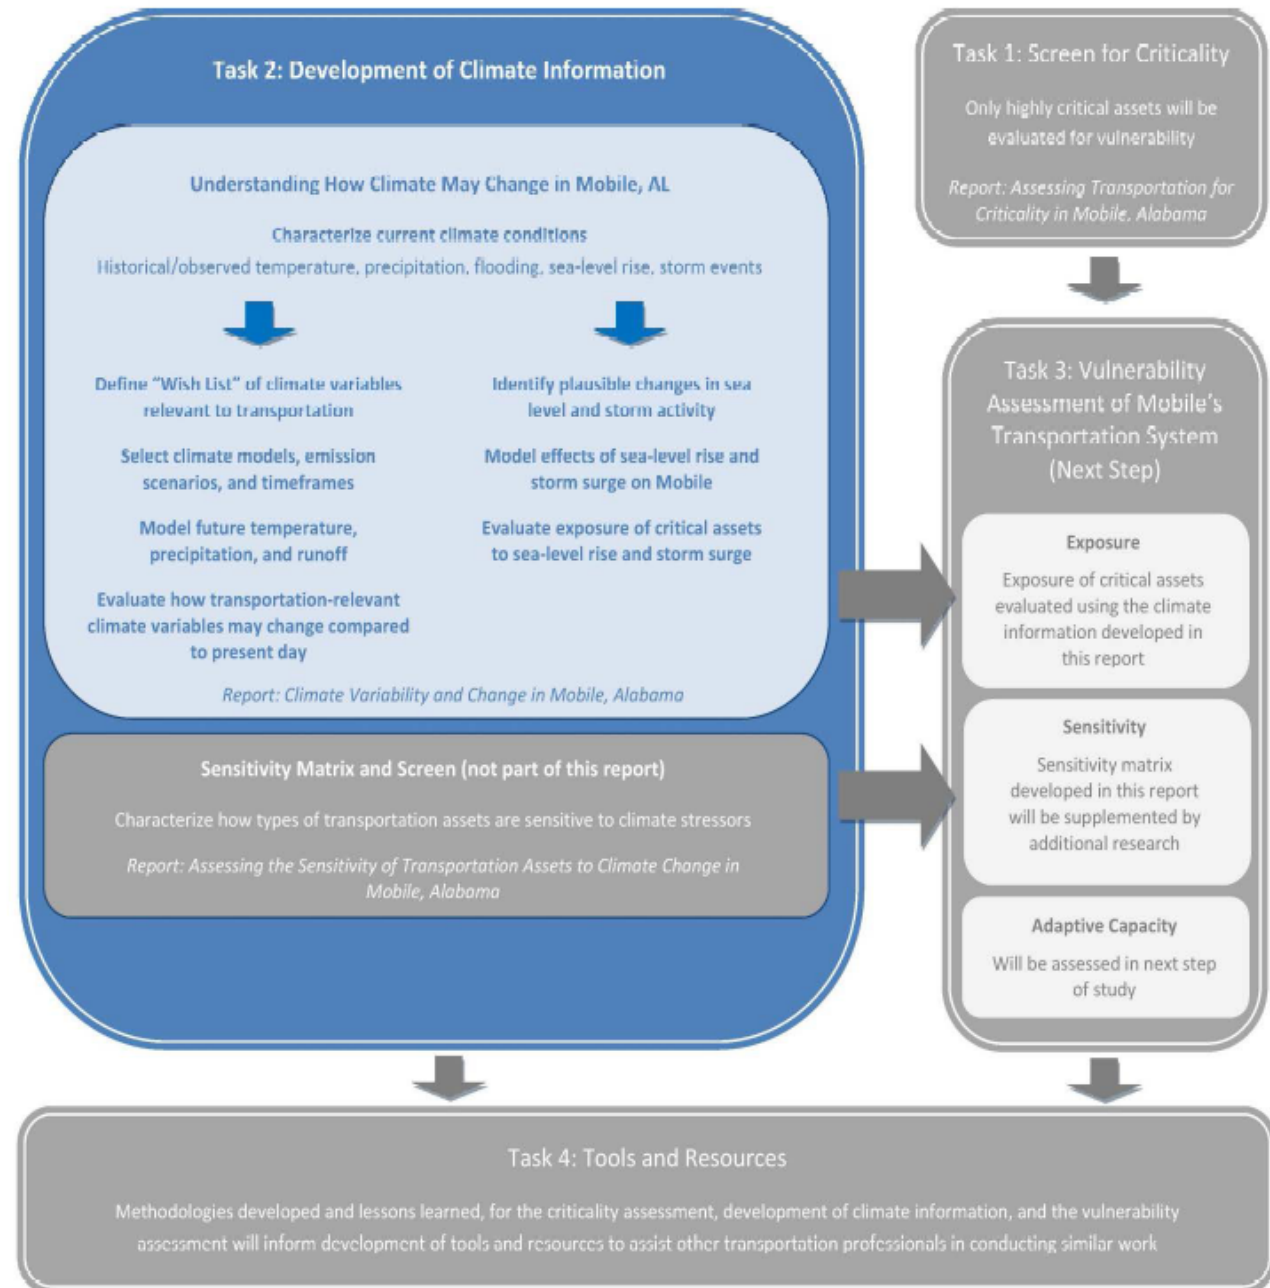 Task 2: Development of Climate Information
Understanding How Climate May Change in Mobile, AL
Characterize current climate conditions
Historical/observed temperature, precipitation, flooding, sea-level rise, storm events
Define “Wish List” of climate variables
relevant to transportation
Select climate models, emission
scenarios, and timeframes
Model future temperature,
precipitation, and runoff
Evaluate how transportation-relevant
climate variables may change compared
to present day
Identify plausible changes in sea
level and storm activity
Model effects of sea-level rise and
storm surge on Mobile
Evaluate exposure of critical assets
to sea-level rise and storm surge
Report: Climate Variability and Change in Mobile, Alabama
Sensitivity Matrix and Screen (not part of this report)
Characterize how types of transportation assets are sensitive to climate stressors
Report: Assessing the Sensitivity of Transportation Assets to Climate Change in
Mobile, Alabama
Task 1: Screen for Criticality
Only highly critical assets will be
evaluated for vulnerability
Report: Assessing Transportation for
Criticality in Mobile, Alabama
Task 3: Vulnerability
Assessment of Mobile’s
Transportation System
(Next Step)
Exposure
Exposure of critical assets
evaluated using the climate
information developed in
this report
Sensitivity
Sensitivity matrix
developed in this report
will be supplemented by
additional research
Adaptive Capacity
Will be assessed in next step
of study
Task 4: Tools and Resources
Methodologies developed and lessons learned, for the criticality assessment, development of climate information, and the vulnerability
assessment will inform development of tools and resources to assist other transportation professionals in conducting similar work